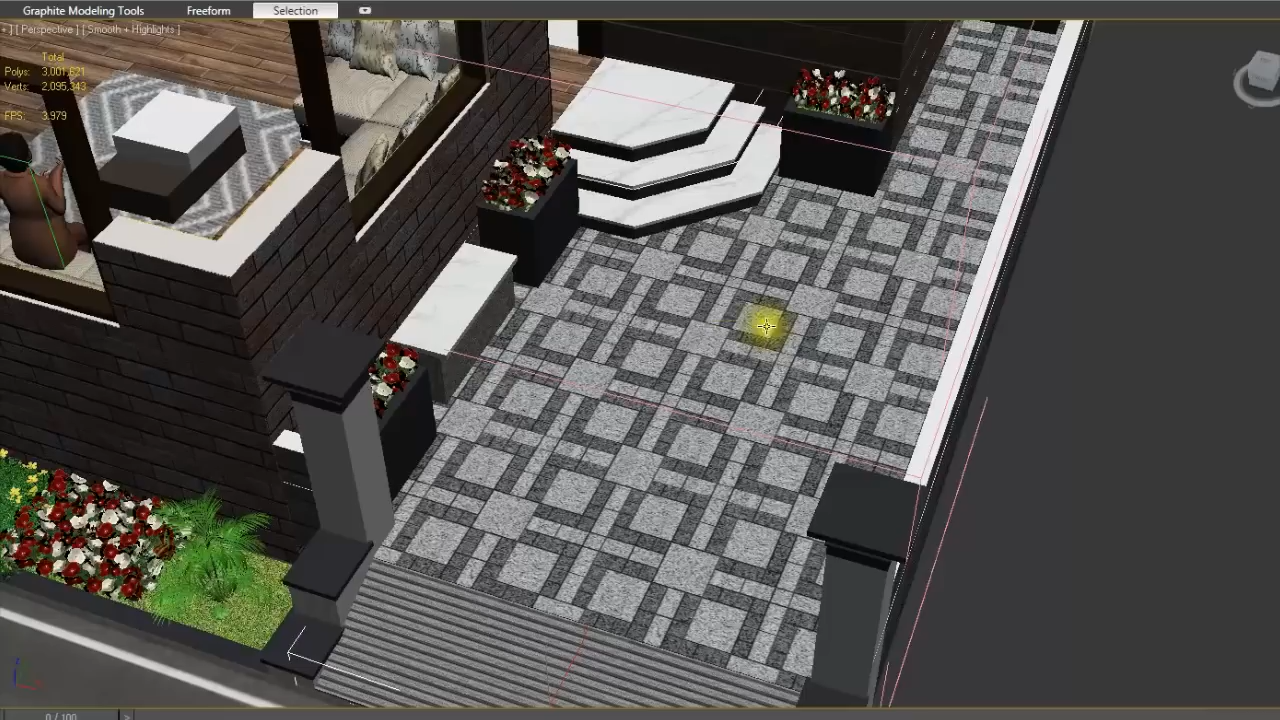 Graphite Modeling Tools Freeform Selection
+ ] [ Perspective ] [ Smooth + Highlights ]
Total
Polys: 3,001,621
Verts: 2,095,343
FPS: 3.979
0 / 100 >